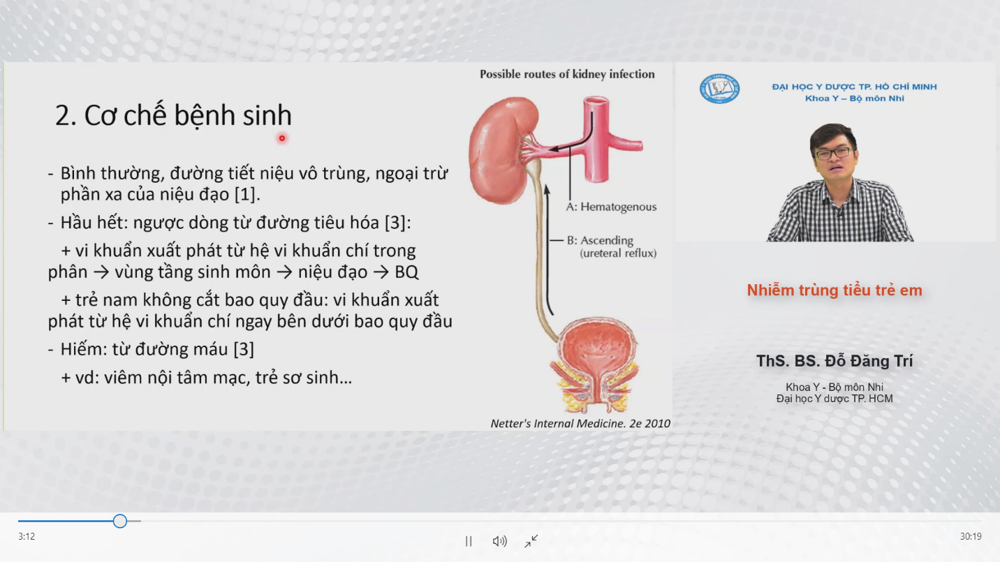 Possible routes of kidney infection
2. Cơ chế bệnh sinh
- Bình thường, đường tiết niệu vô trùng, ngoại trừ
phần xa của niệu đạo [1].
- Hầu hết: ngược dòng từ đường tiêu hóa [3]:
+ vi khuẩn xuất phát từ hệ vi khuẩn chí trong
phân → vùng tầng sinh môn → niệu đạo → BQ
+ trẻ nam không cắt bao quy đầu: vi khuẩn xuất
phát từ hệ vi khuẩn chí ngay bên dưới bao quy đầu
- Hiếm: từ đường máu [3]
+ vd: viêm nội tâm mạc, trẻ sơ sinh...
A: Hematogenous
B: Ascending
(ureteral reflux)
Netter's Internal Medicine. 2e 2010
ĐẠI HỌC Y DƯỢC TP. HỒ CHÍ MINH
Khoa Y – Bộ môn Nhi
Nhiễm trùng tiểu trẻ em
ThS. BS. Đỗ Đăng Trí
Khoa Y - Bộ môn Nhi
Đại học Y dược TP. HCM
3:12
30:19